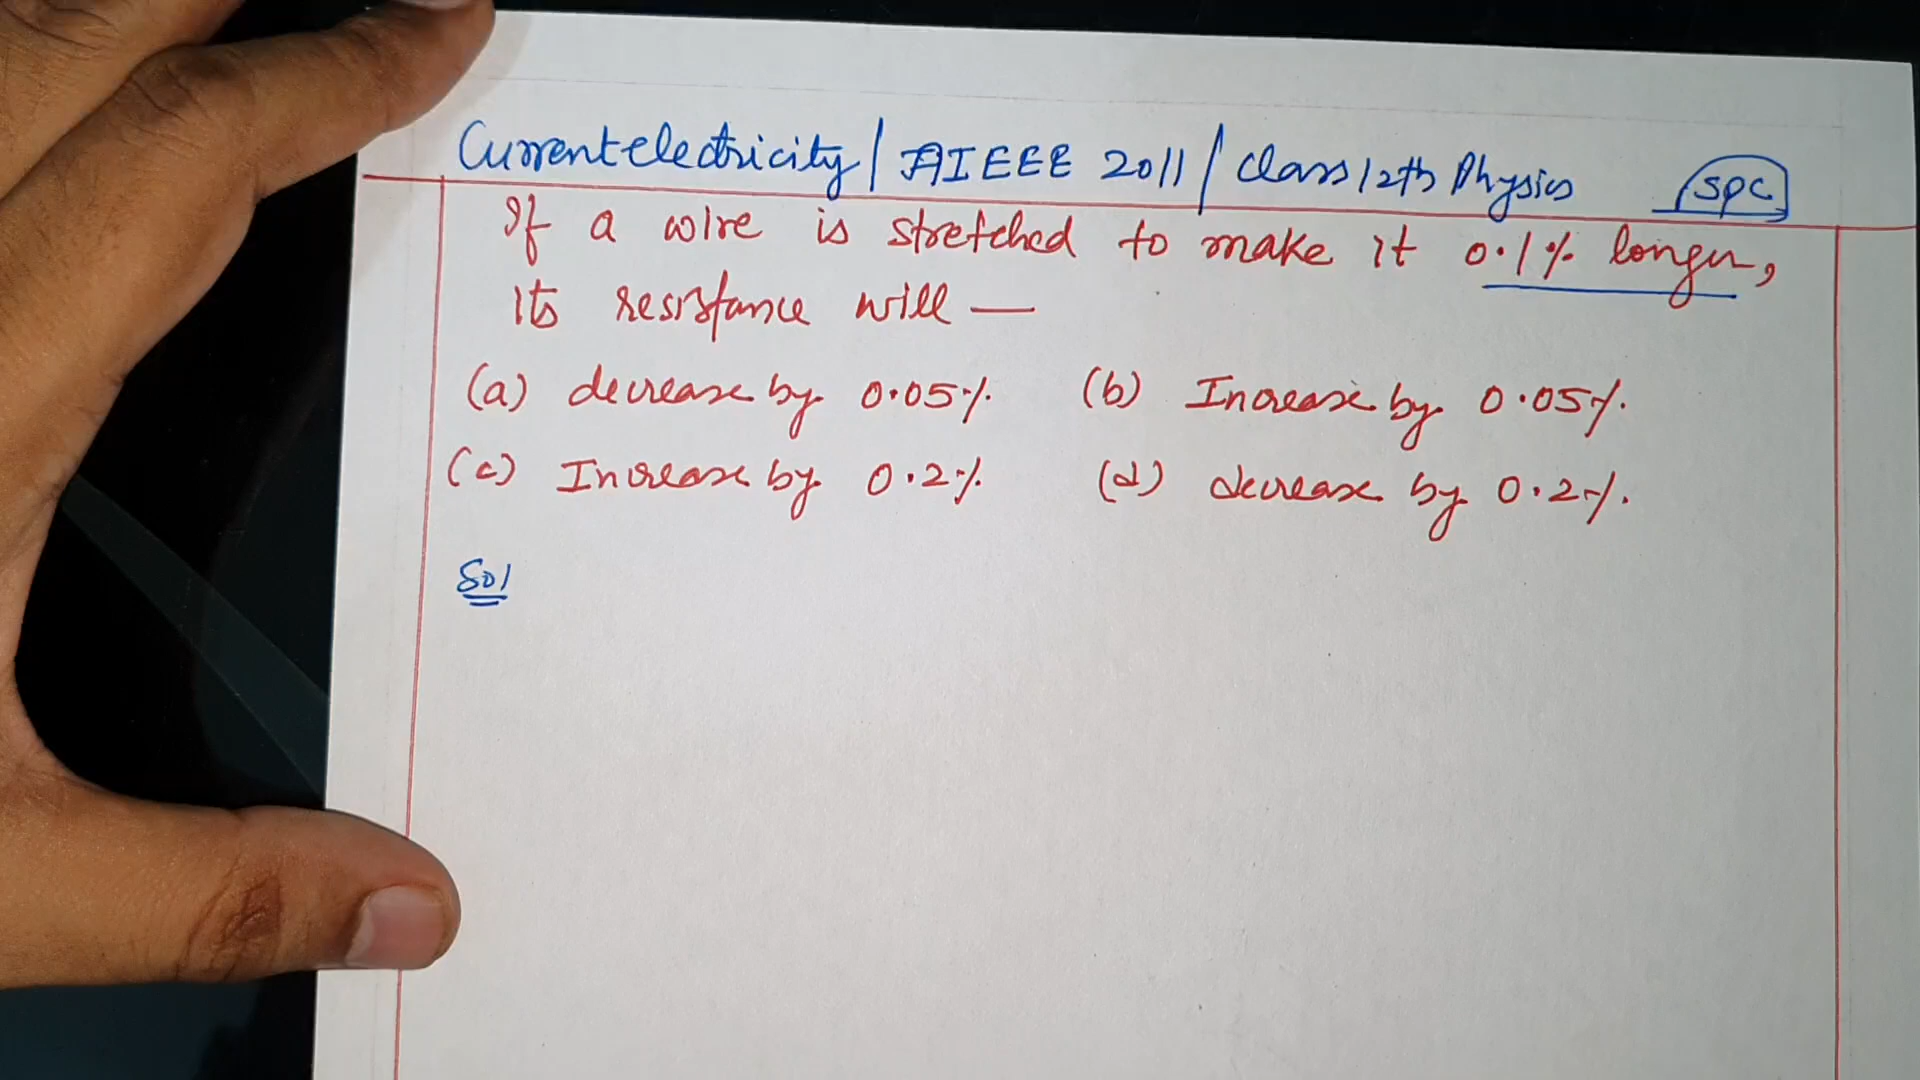 Current electricity / AIEEE 2011 / Class 12th Physics SPC
If a wire is stretched to make it 0.1% longer,
its resistance will —
(a) decrease by 0.05% (b) Increase by 0.05%.
(c) Increase by 0.2% (d) decrease by 0.2%.
Sol